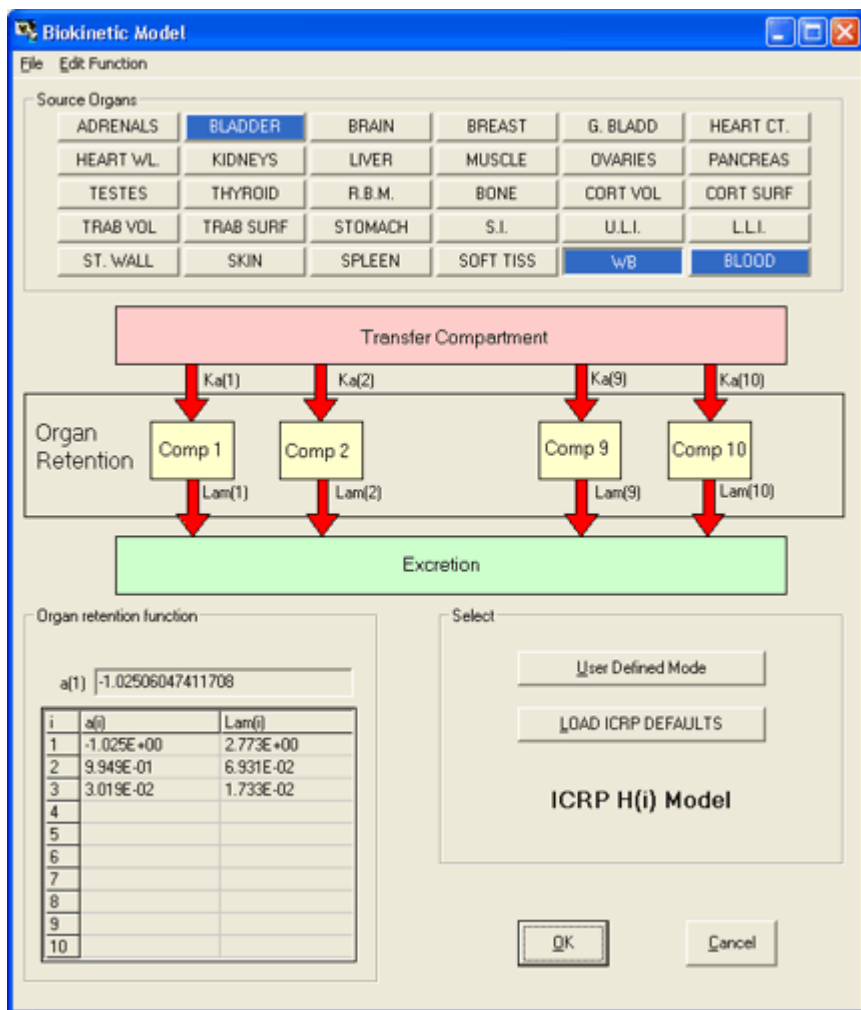 Biokinetic Model
File Edit Function
Source Organs
ADRENALS BLADDER BRAIN BREAST G. BLADD HEART CT.
HEART WL. KIDNEYS LIVER MUSCLE OVARIES PANCREAS
TESTES THYROID R.B.M. BONE CORT VOL CORT SURF
TRAB VOL TRAB SURF STOMACH S.I. U.L.I. L.L.I.
ST. WALL SKIN SPLEEN SOFT TISS WB BLOOD
Transfer Compartment
Ka(1) Ka(2) Ka(9) Ka(10)
Organ
Retention
Comp 1 Comp 2 Comp 9 Comp 10
Lam(1) Lam(2) Lam(9) Lam(10)
Excretion
Organ retention function
a(1) -1.02506047411708
i a(i) Lam(i)
1 -1.025E+00 2.773E+00
2 9.949E-01 6.931E-02
3 3.019E-02 1.733E-02
4
5
6
7
8
9
10
Select
User Defined Mode
LOAD ICRP DEFAULTS
ICRP H(i) Model
OK Cancel